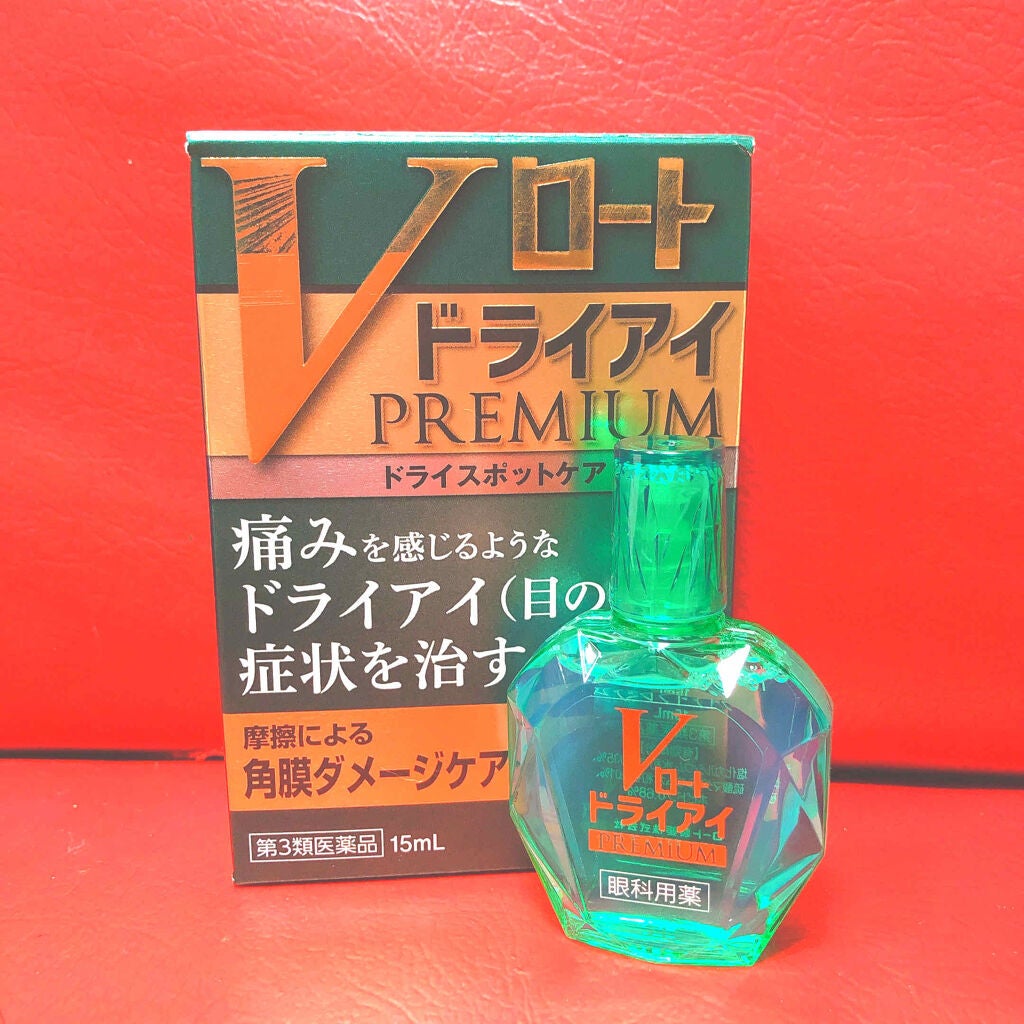 V ロート
ドライアイ
PREMIUM
ドライスポットケア
痛みを感じるような
ドライアイ(目の
症状を治す
摩擦による
角膜ダメージケア
第3類医薬品 15mL
V
ロート
ドライアイ
PREMIUM
眼科用薬